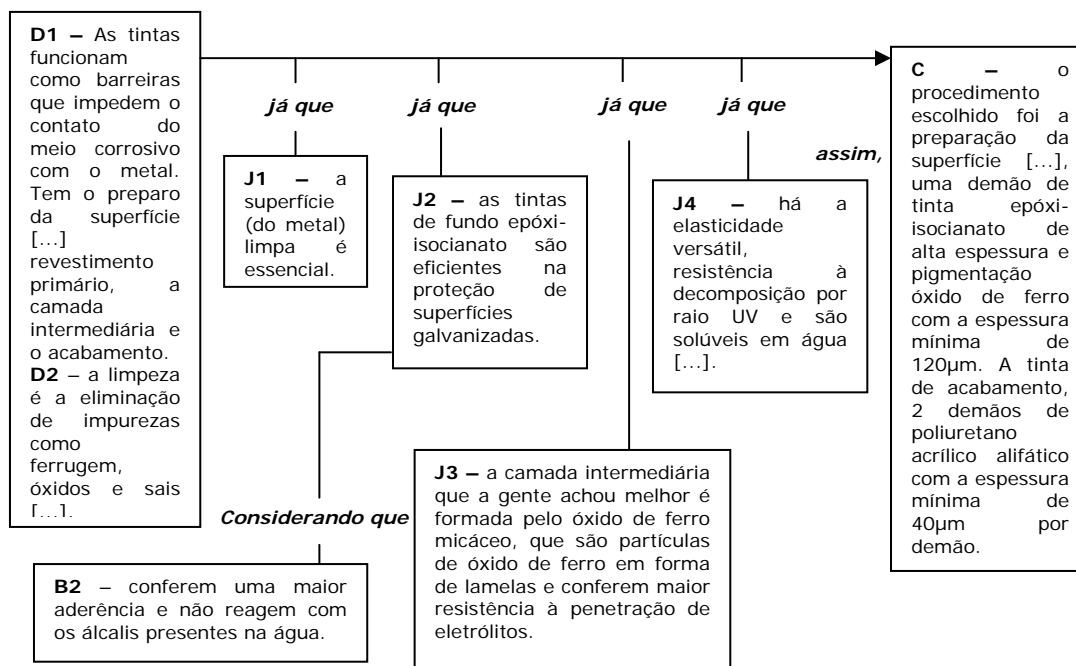 D1 – As tintas
funcionam
como barreiras
que impedem o
contato do
meio corrosivo
com o metal.
Tem o preparo
da superfície
[...]
revestimento
primário, a
camada
intermediária e
o acabamento.
D2 – a limpeza
é a eliminação
de impurezas
como
ferrugem,
óxidos e sais
[...].
já que
J1 – a
superfície
(do metal)
limpa é
essencial.
já que
J2 – as tintas
de fundo epóxi-
isocianato são
eficientes na
proteção de
superfícies
galvanizadas.
Considerando que
B2 – conferem uma maior
aderência e não reagem com
os álcalis presentes na água.
já que
J3 – a camada intermediária
que a gente achou melhor é
formada pelo óxido de ferro
micáceo, que são partículas
de óxido de ferro em forma
de lamelas e conferem maior
resistência à penetração de
eletrólitos.
já que
J4 – há a
elasticidade
versátil,
resistência à
decomposição por
raio UV e são
solúveis em água
[...].
assim,
C – o
procedimento
escolhido foi a
preparação da
superfície [...],
uma demão de
tinta epóxi-
isocianato de
alta espessura e
pigmentação
óxido de ferro
com a espessura
mínima de
120µm. A tinta
de acabamento,
2 demãos de
poliuretano
acrílico alifático
com a espessura
mínima de
40µm por
demão.